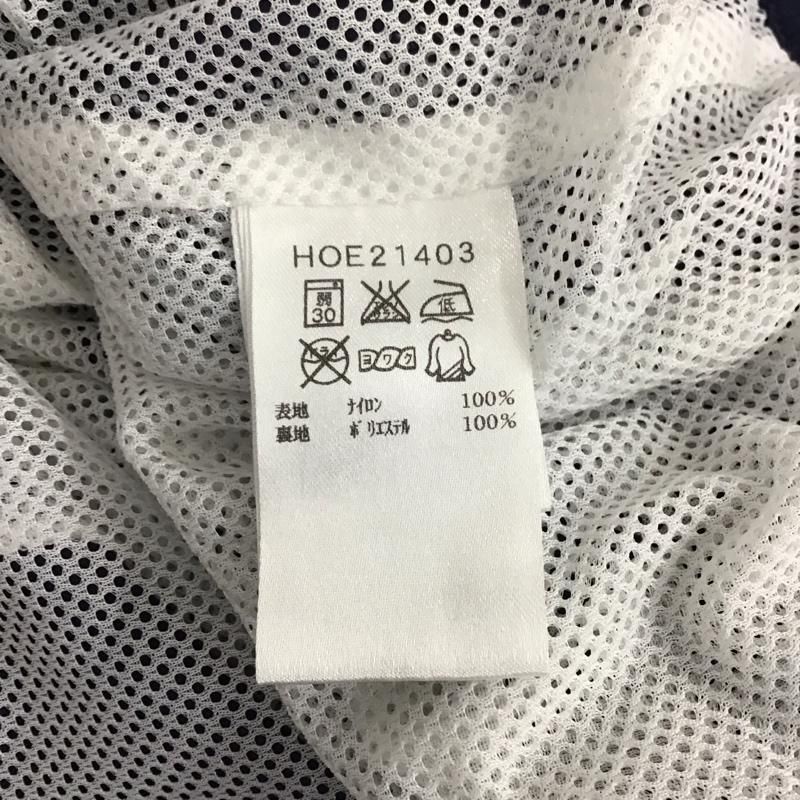 HOE21403
弱 30 低
ヨワク
表地 ナイロン 100%
裏地 ポリエステル 100%